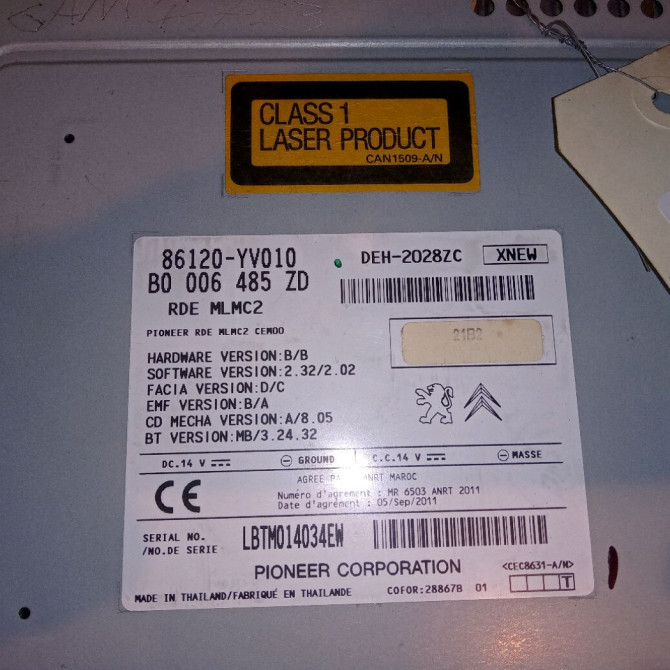 CLASS 1
LASER PRODUCT
CAN1509-A/N
86120-YV010
DEH-2028ZC
XNEW
B0 006 485 ZD
RDE MLMC2
PIONEER RDE MLMC2 CEM00
21B2
HARDWARE VERSION:B/B
SOFTWARE VERSION:2.32/2.02
FACIA VERSION:D/C
EMF VERSION:B/A
CD MECHA VERSION:A/8.05
BT VERSION:MB/3.24.32
DC.14 V GROUND C.C.14 V MASSE
AGREE ANRT MAROC
Numéro d'agrément : MR 6503 ANRT 2011
Date d'agrément : 05/Sep/2011
CE
SERIAL NO.
/NO.DE SERIE
LBTM014034EW
PIONEER CORPORATION
<CEC8631-A/N>
MADE IN THAILAND/FABRIQUÉ EN THAILANDE
COFOR:28867B 01
T